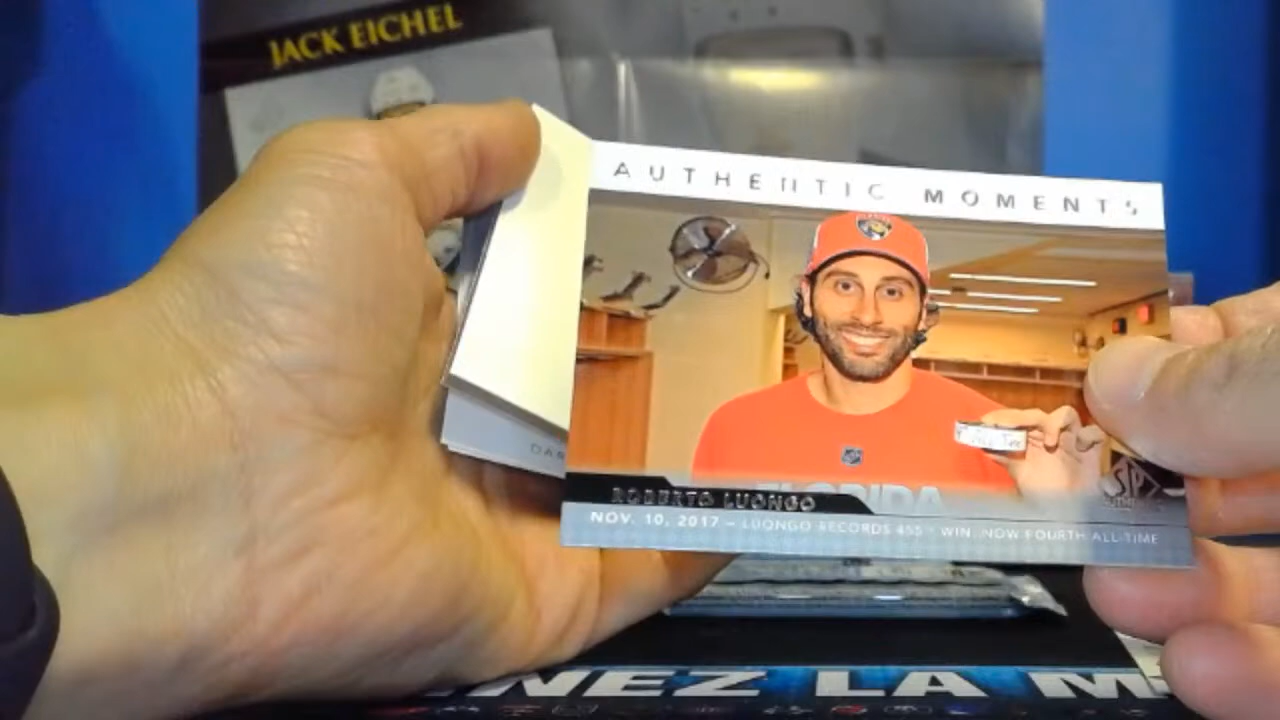 JACK EICHEL
AUTHENTIC MOMENTS
DAR
FLORIDA
ROBERTO LUONGO
NOV. 10, 2017 – LUONGO RECORDS 455TH WIN, NOW FOURTH ALL-TIME
SP
NEZ LA M